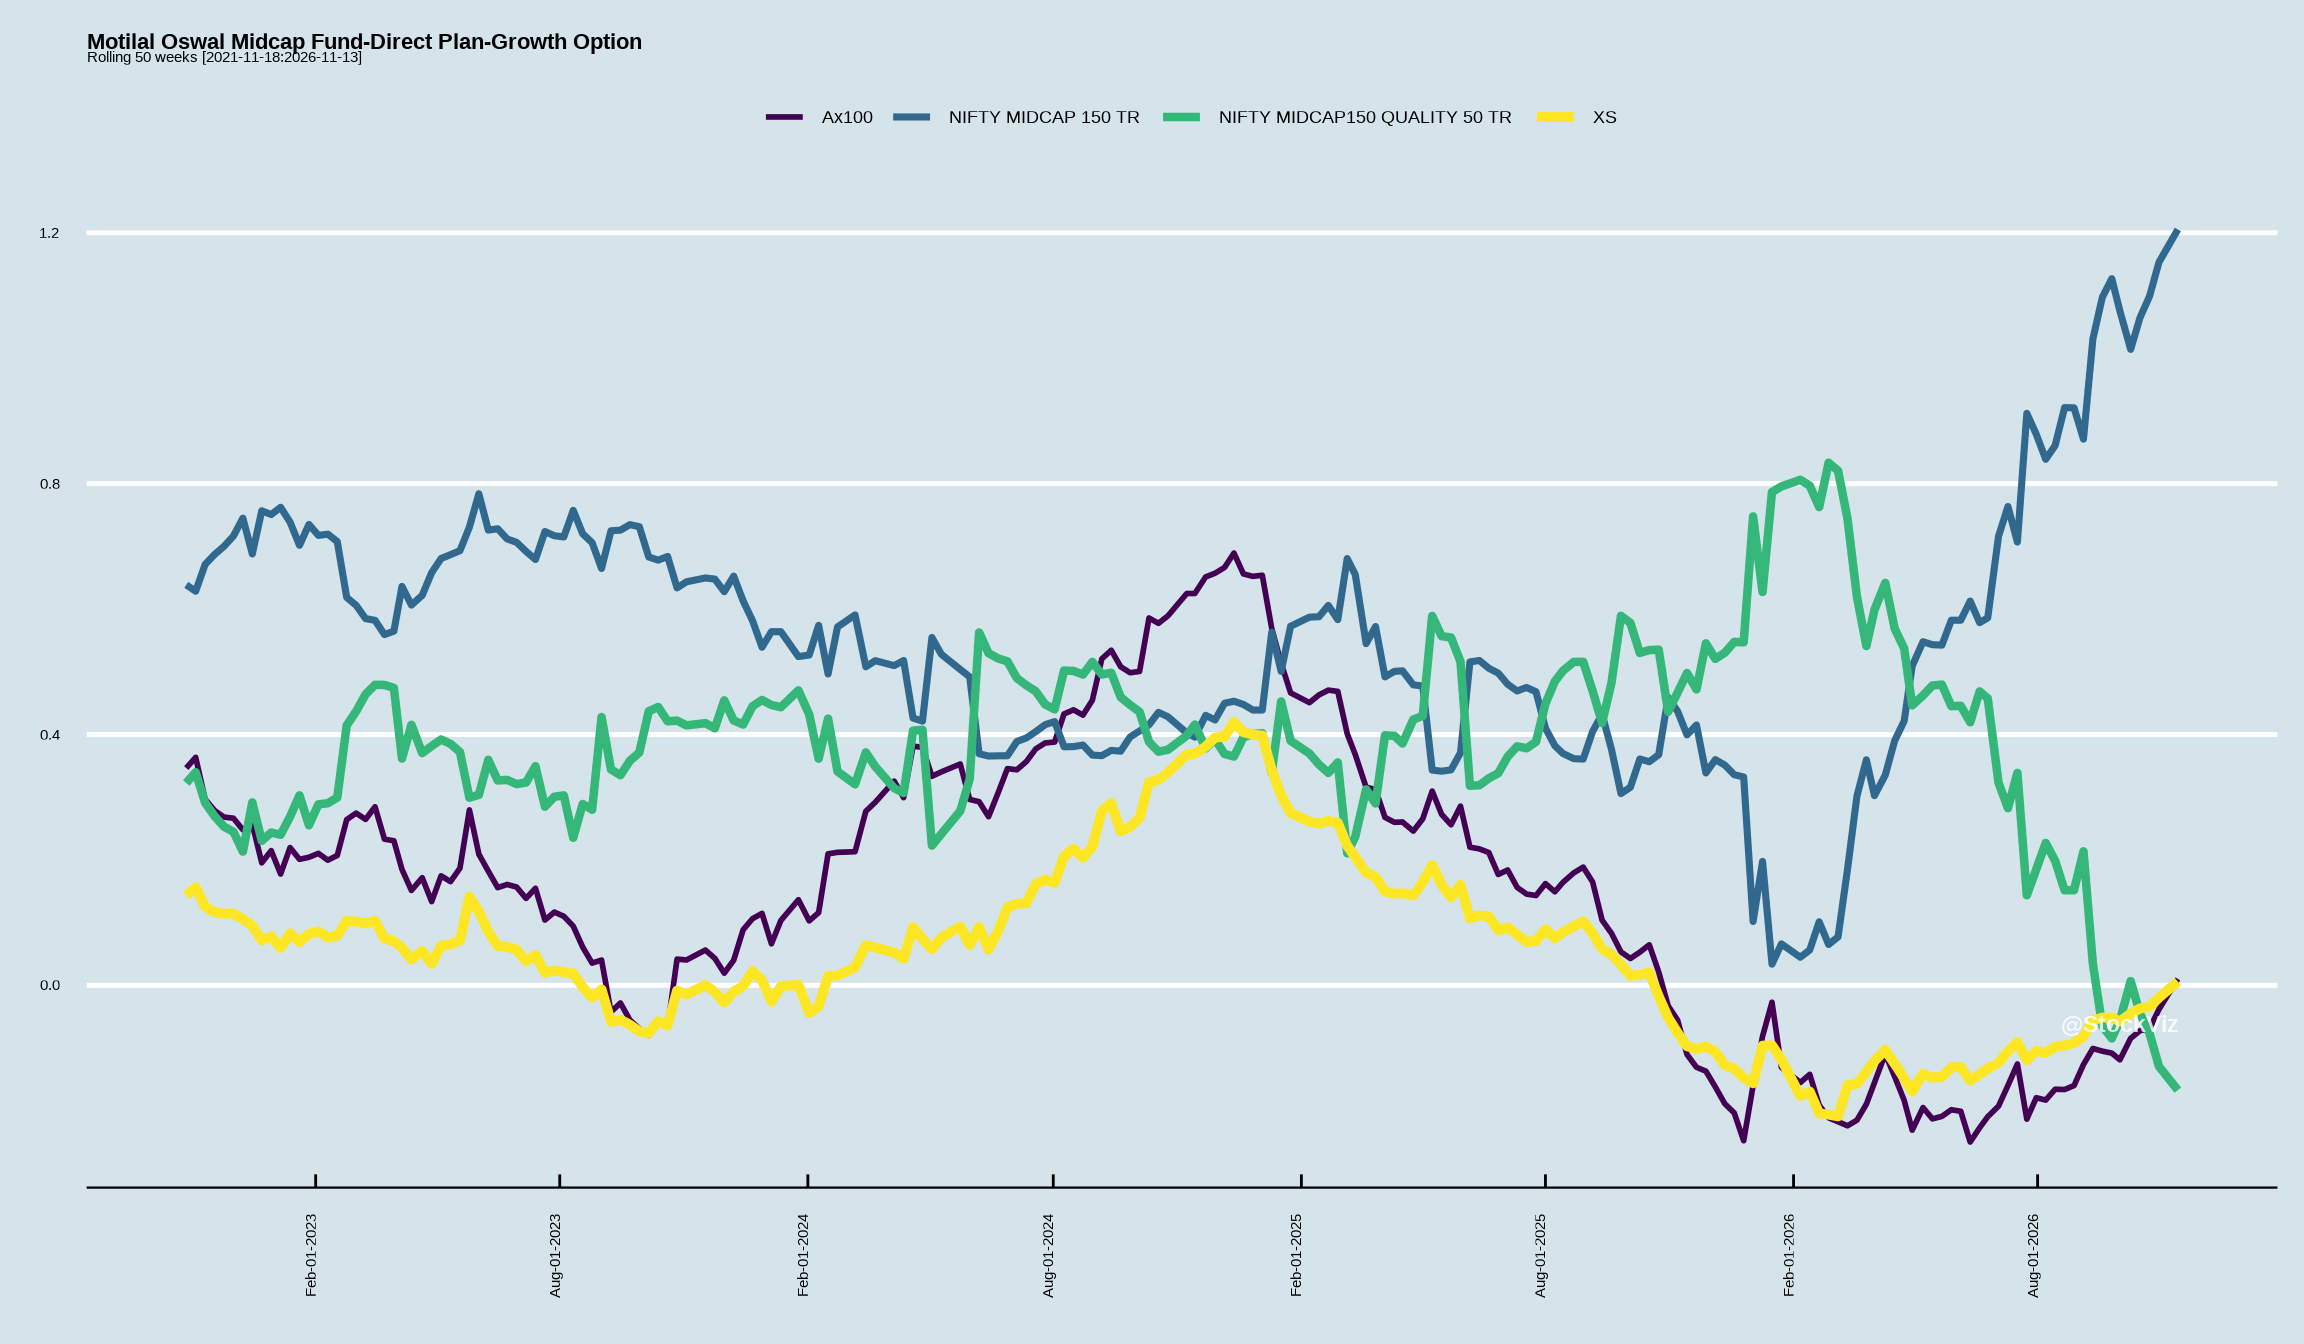 Motilal Oswal Midcap Fund-Direct Plan-Growth Option
Rolling 50 weeks [2021-11-18:2026-11-13]
Ax100 NIFTY MIDCAP 150 TR NIFTY MIDCAP150 QUALITY 50 TR XS
1.2
0.8
0.4
0.0
@StockViz
Feb-01-2023 Aug-01-2023 Feb-01-2024 Aug-01-2024 Feb-01-2025 Aug-01-2025 Feb-01-2026 Aug-01-2026